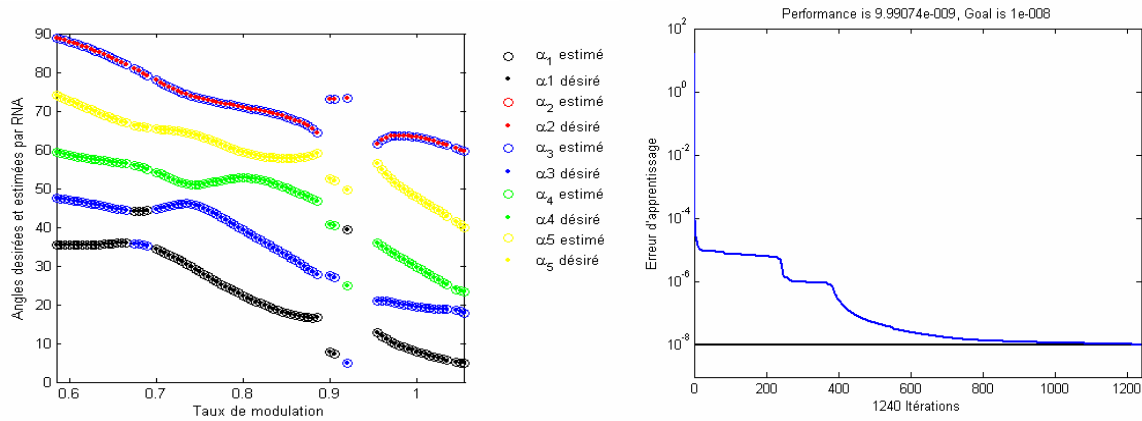 Performance is 9.99074e-009, Goal is 1e-008
90
80
70
60
50
40
30
20
10
0
Angles desirées et estimées par RNA
0.6
0.7
0.8
0.9
1
Taux de modulation
α1 estimé
α1 désiré
α2 estimé
α2 désiré
α3 estimé
α3 désiré
α4 estimé
α4 désiré
α5 estimé
α5 désiré
10^2
10^0
10^-2
10^-4
10^-6
10^-8
Erreur d'apprentissage
0
200
400
600
800
1000
1200
1240 Itérations